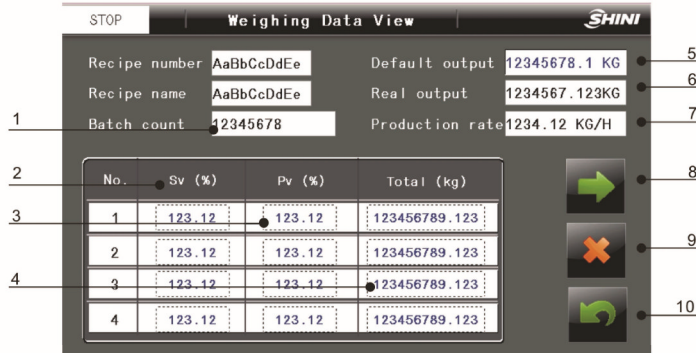 STOP Weighing Data View SHINI
Recipe number AaBbCcDdEe Default output 12345678.1 KG 5
Recipe name AaBbCcDdEe Real output 1234567.123KG 6
1 Batch count 12345678 Production rate 1234.12 KG/H 7
2 No. Sv (%) Pv (%) Total (kg) 8
3 1 123.12 123.12 123456789.123
2 123.12 123.12 123456789.123 9
4 3 123.12 123.12 123456789.123
4 123.12 123.12 123456789.123 10